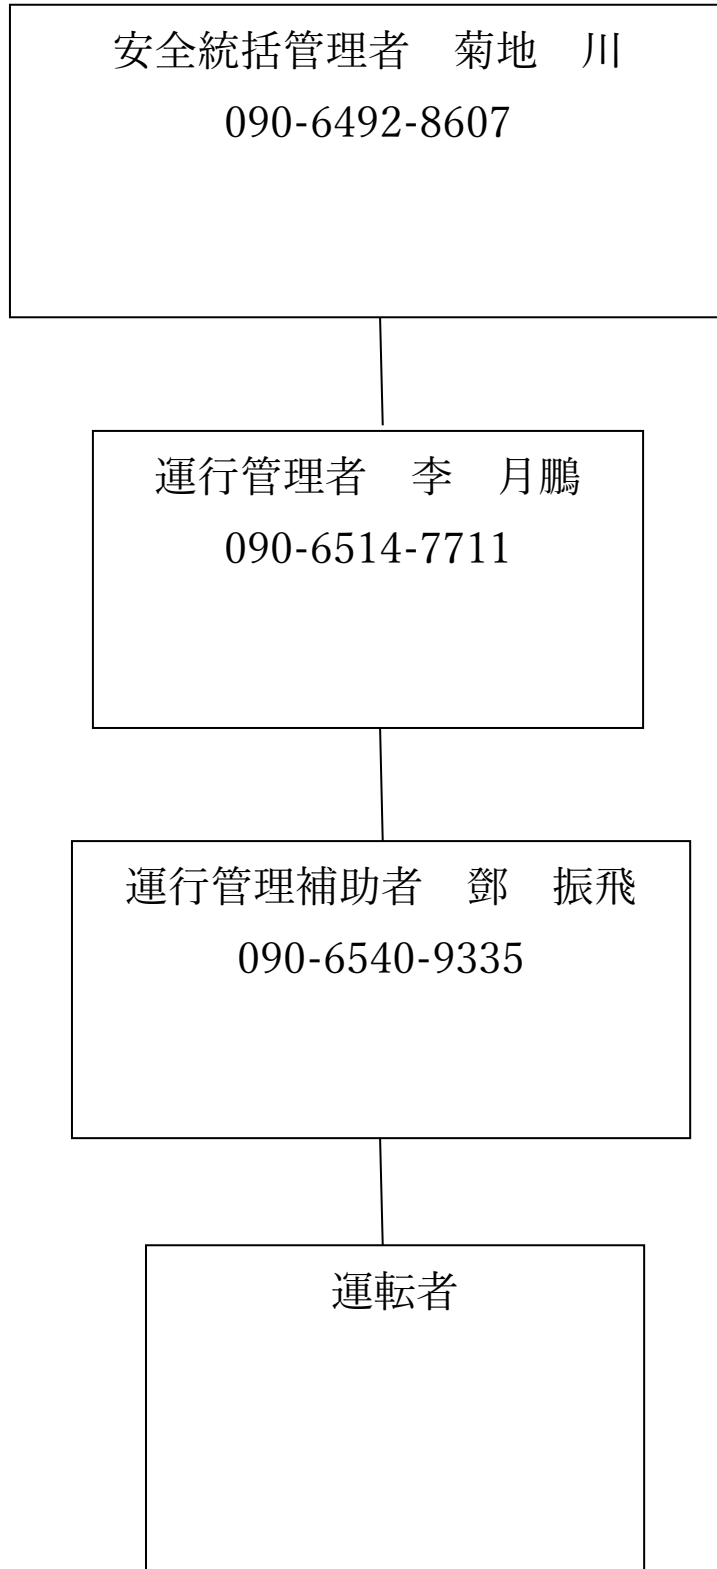 安全統括管理者　菊地　川
090-6492-8607
運行管理者　李　月鵬
090-6514-7711
運行管理補助者　鄧　振飛
090-6540-9335
運転者